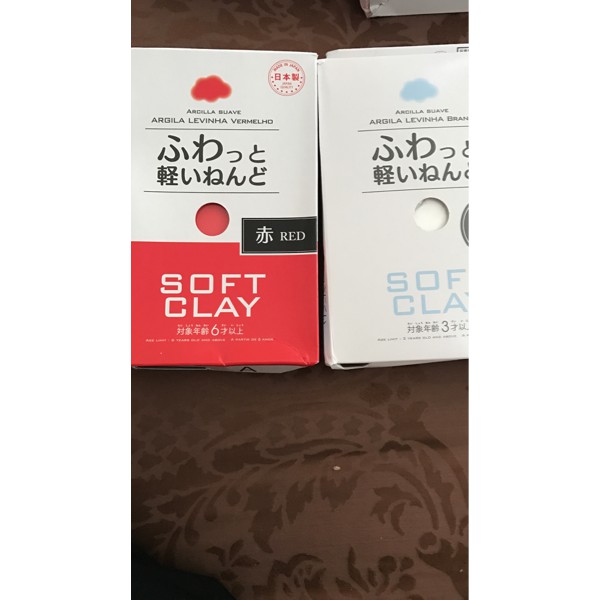 MADE IN JAPAN
日本製
ARCILLA SUAVE
ARGILA LEVINHA VERMELHO
ふわっと
軽いねんど
赤 RED
SOFT
CLAY
対象年齢6才以上
ARCILLA SUAVE
ARGILA LEVINHA BRAN
ふわっと
軽いねん
SOFT
CLAY
対象年齢3才以